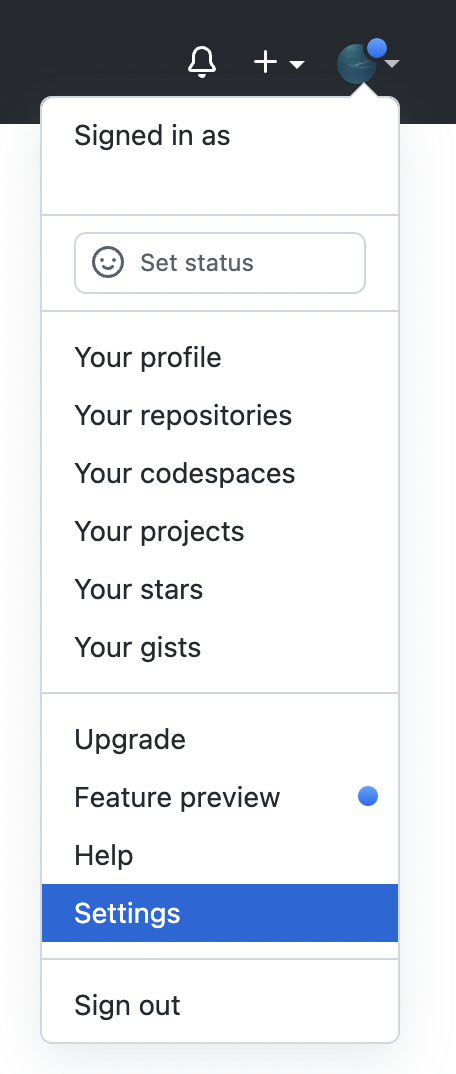 Signed in as
Set status
Your profile
Your repositories
Your codespaces
Your projects
Your stars
Your gists
Upgrade
Feature preview
Help
Settings
Sign out